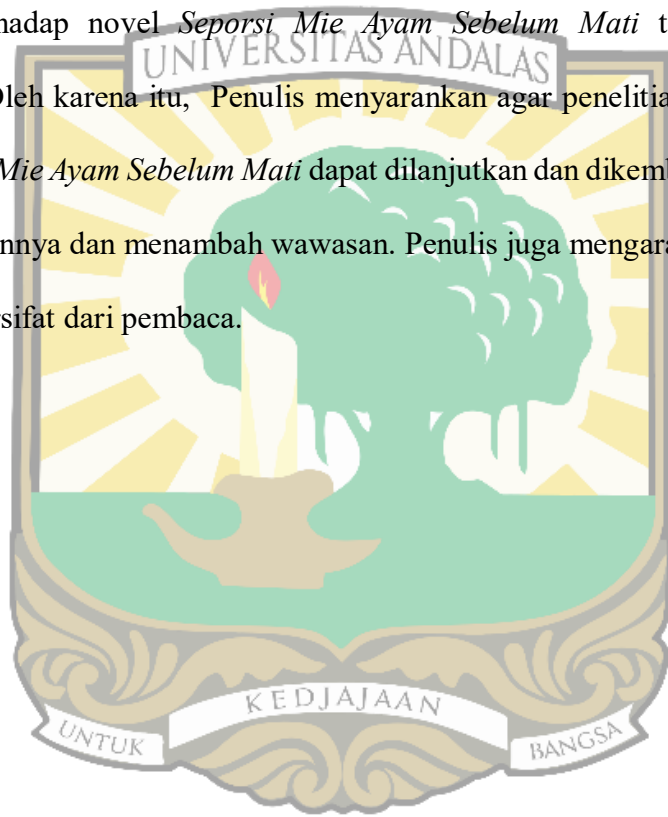 hadap novel Seporsi Mie Ayam Sebelum Mati t
UNIVERSITAS ANDALAS
Oleh karena itu, Penulis menyarankan agar penelitia
Mie Ayam Sebelum Mati dapat dilanjutkan dan dikemb
nnya dan menambah wawasan. Penulis juga mengara
rsifat dari pembaca.
KEDJAJAAN
UNTUK BANGSA